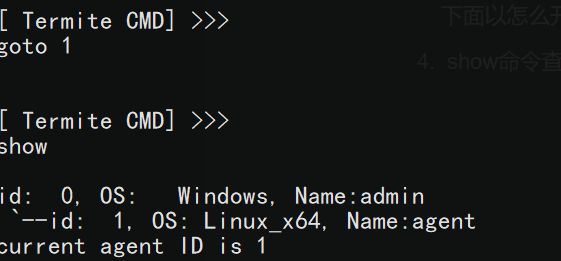 [ Termite CMD] >>>
goto 1
[ Termite CMD] >>>
show
id:  0, OS:   Windows, Name:admin
`--id:  1, OS: Linux_x64, Name:agent
current agent ID is 1
下面以怎么开
4. show命令查